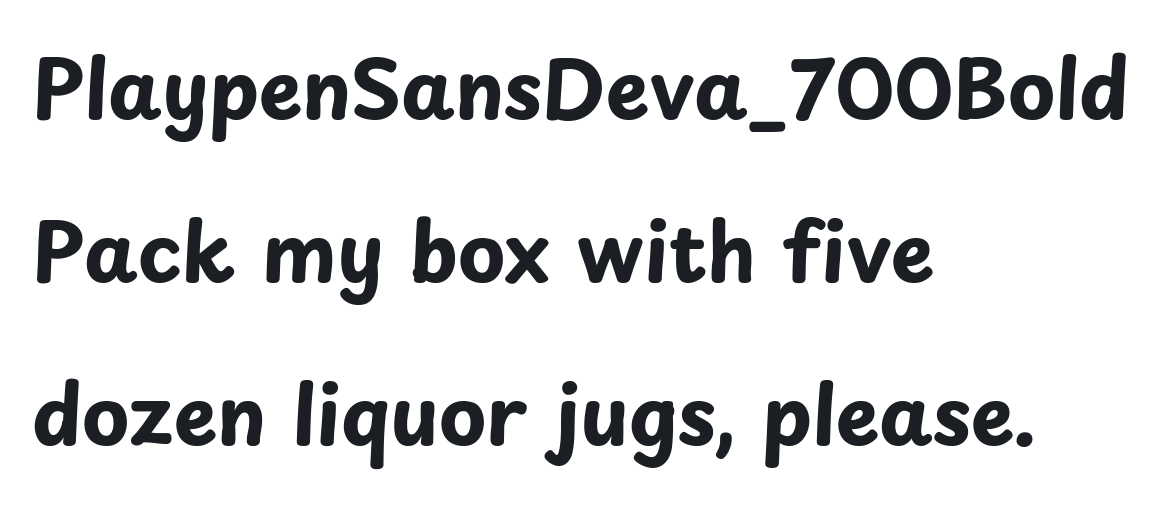 PlaypenSansDeva_700Bold
Pack my box with five
dozen liquor jugs, please.